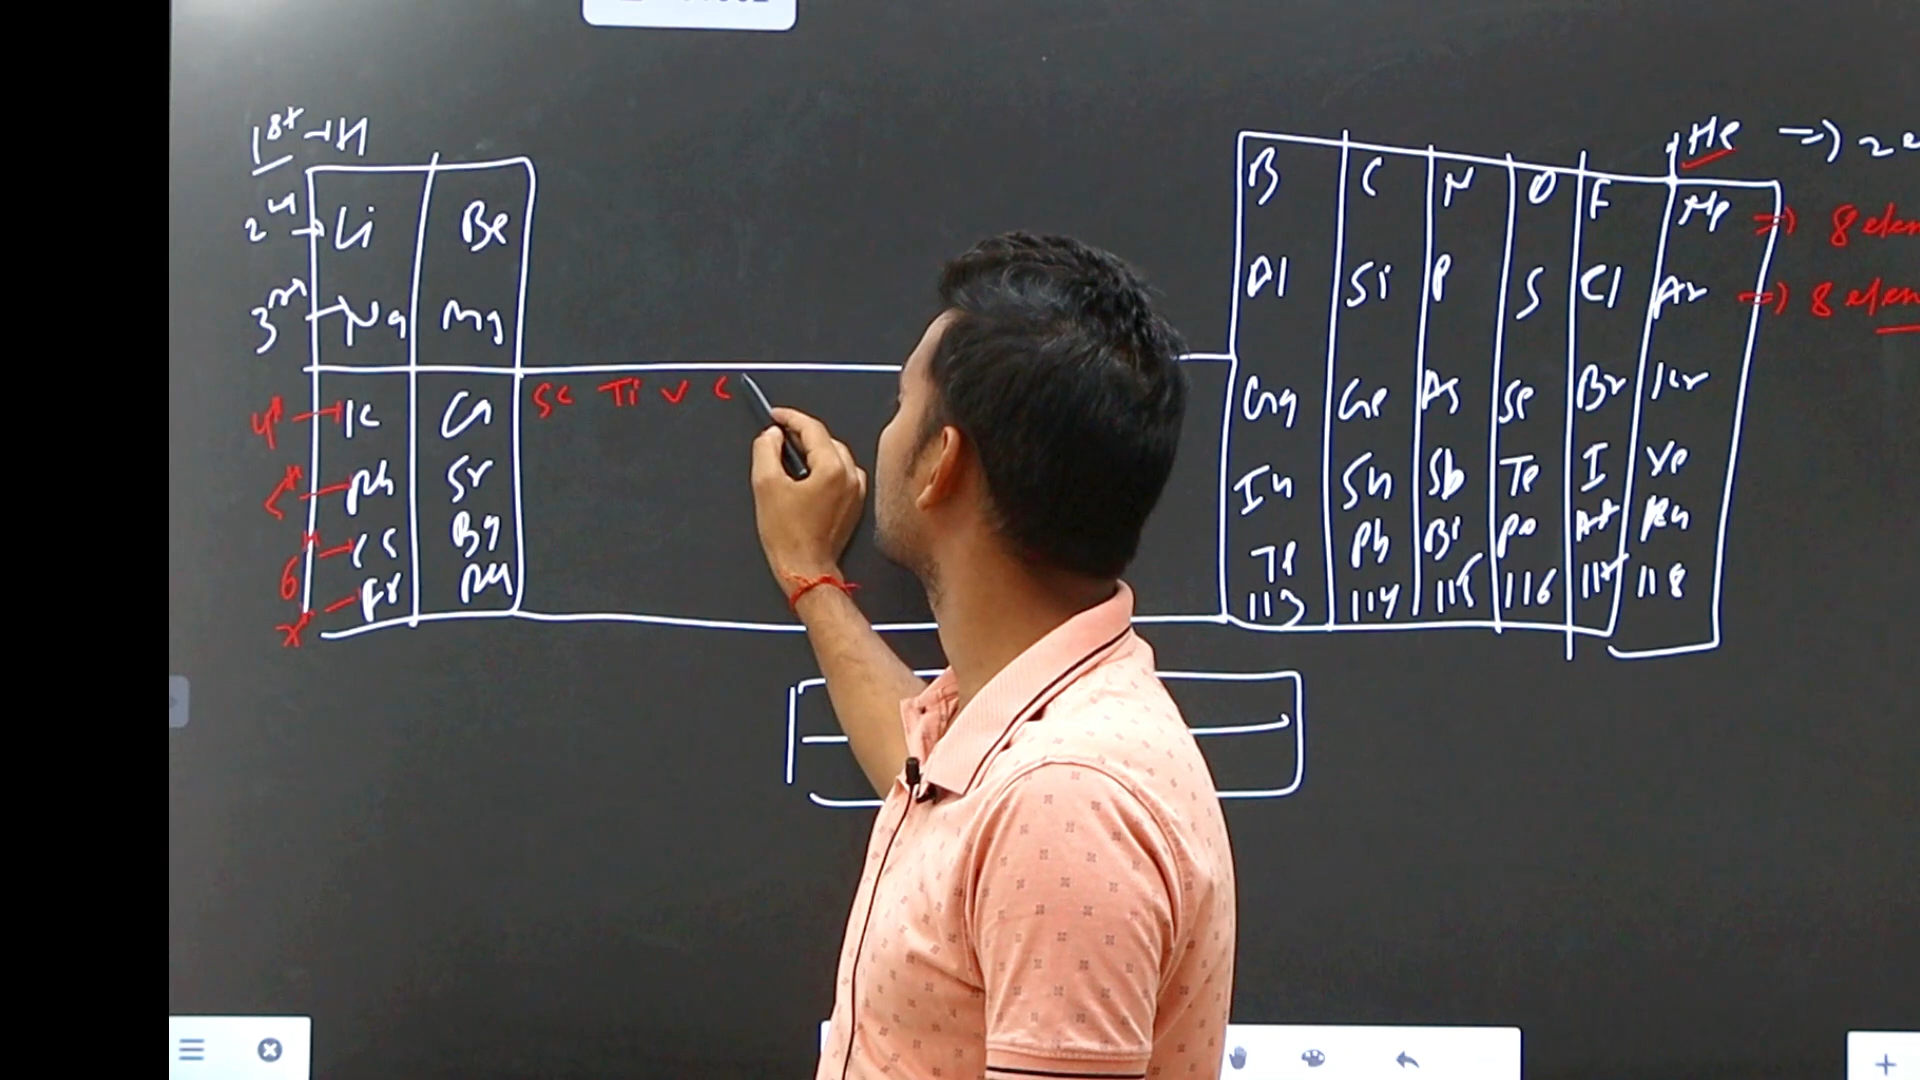 1st → H He ⇒ 2 e
B C N O F Ne ⇒ 8 elem
2nd → Li Be
3rd → Na Mg Al Si P S Cl Ar ⇒ 8 elem
4th → K Ca Sc Ti V C Ga Ge As Se Br Kr
5th → Rb Sr In Sn Sb Te I Xe
6th → Cs Ba Tl Pb Bi Po At Rn
7th → Fr Ra 113 114 115 116 117 118